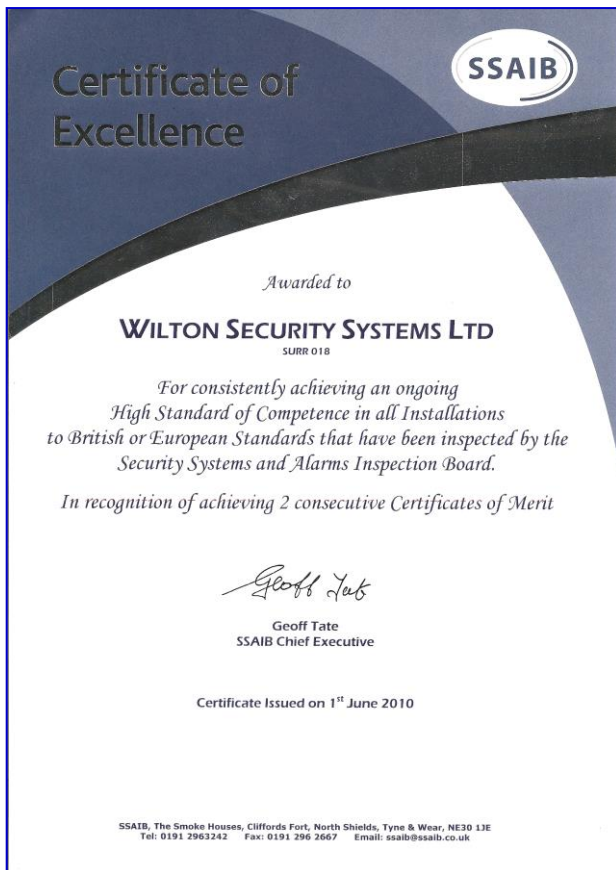 Certificate of
Excellence
SSAIB
Awarded to
WILTON SECURITY SYSTEMS LTD
SURR 018
For consistently achieving an ongoing
High Standard of Competence in all Installations
to British or European Standards that have been inspected by the
Security Systems and Alarms Inspection Board.
In recognition of achieving 2 consecutive Certificates of Merit
Geoff Tate
Geoff Tate
SSAIB Chief Executive
Certificate Issued on 1st June 2010
SSAIB, The Smoke Houses, Cliffords Fort, North Shields, Tyne & Wear, NE30 1JE
Tel: 0191 2963242 Fax: 0191 296 2667 Email: ssaib@ssaib.co.uk